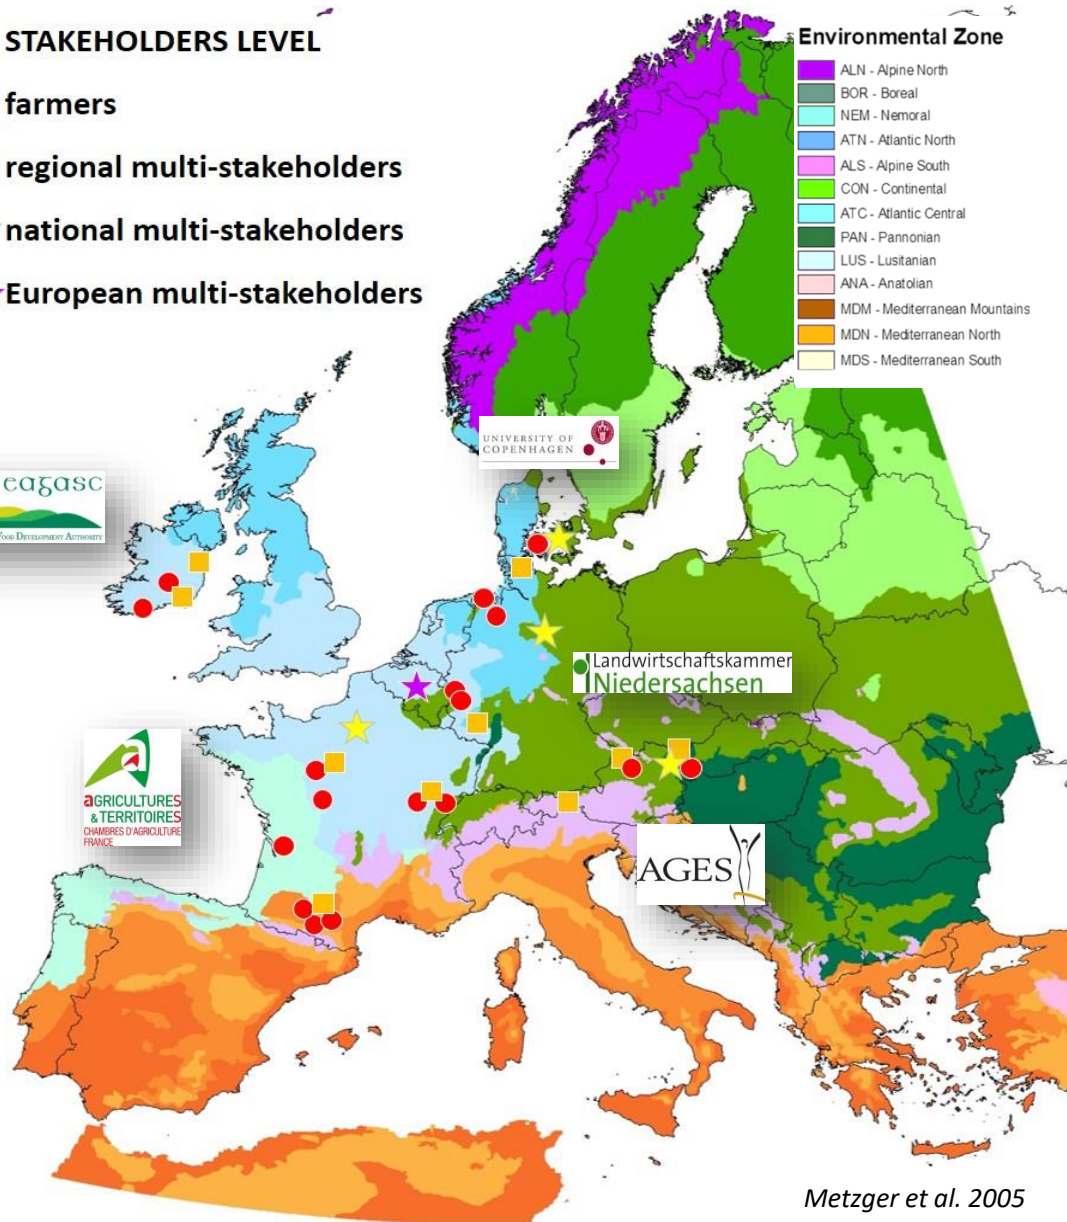 STAKEHOLDERS LEVEL
farmers
regional multi-stakeholders
national multi-stakeholders
European multi-stakeholders
Environmental Zone
ALN - Alpine North
BOR - Boreal
NEM - Nemoral
ATN - Atlantic North
ALS - Alpine South
CON - Continental
ATC - Atlantic Central
PAN - Pannonian
LUS - Lusitanian
ANA - Anatolian
MDM - Mediterranean Mountains
MDN - Mediterranean North
MDS - Mediterranean South
UNIVERSITY OF
COPENHAGEN
eagasc
FOOD DEVELOPMENT AUTHORITY
Landwirtschaftskammer
Niedersachsen
aGRICULTURES
& TERRITOIRES
CHAMBRES D'AGRICULTURE
FRANCE
AGES
Metzger et al. 2005